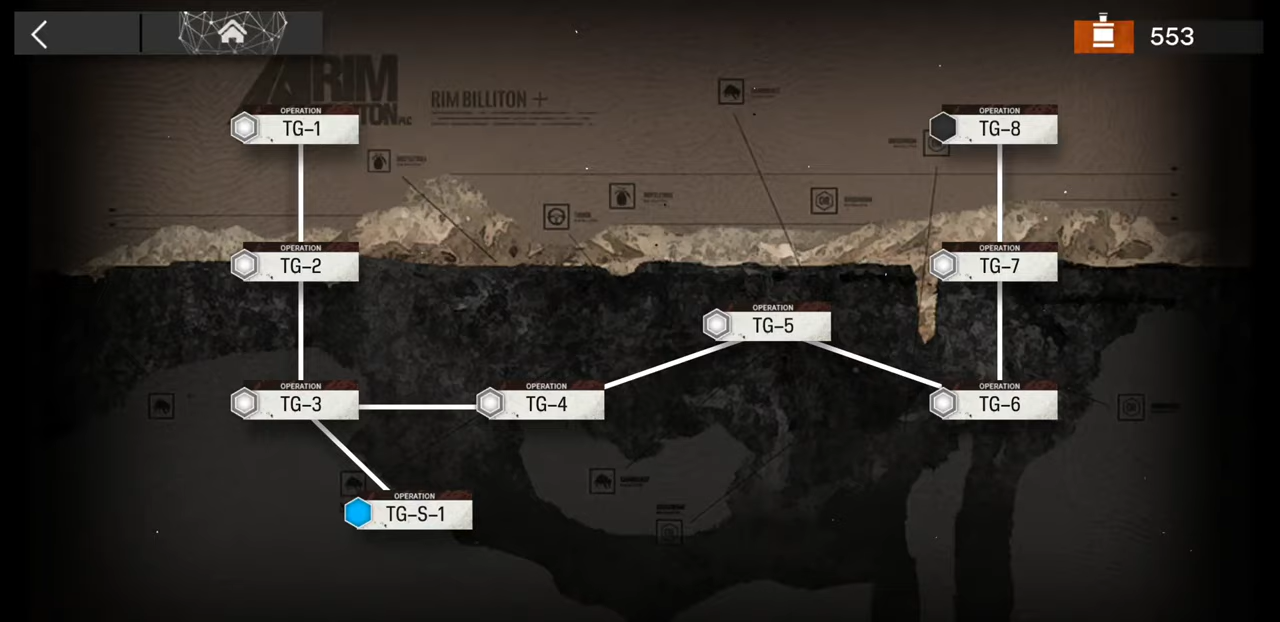 553
RIM
RIM BILLITON
OPERATION
TG-1
OPERATION
TG-8
OPERATION
TG-2
OPERATION
TG-7
OPERATION
TG-5
OPERATION
TG-3
OPERATION
TG-4
OPERATION
TG-6
OPERATION
TG-S-1